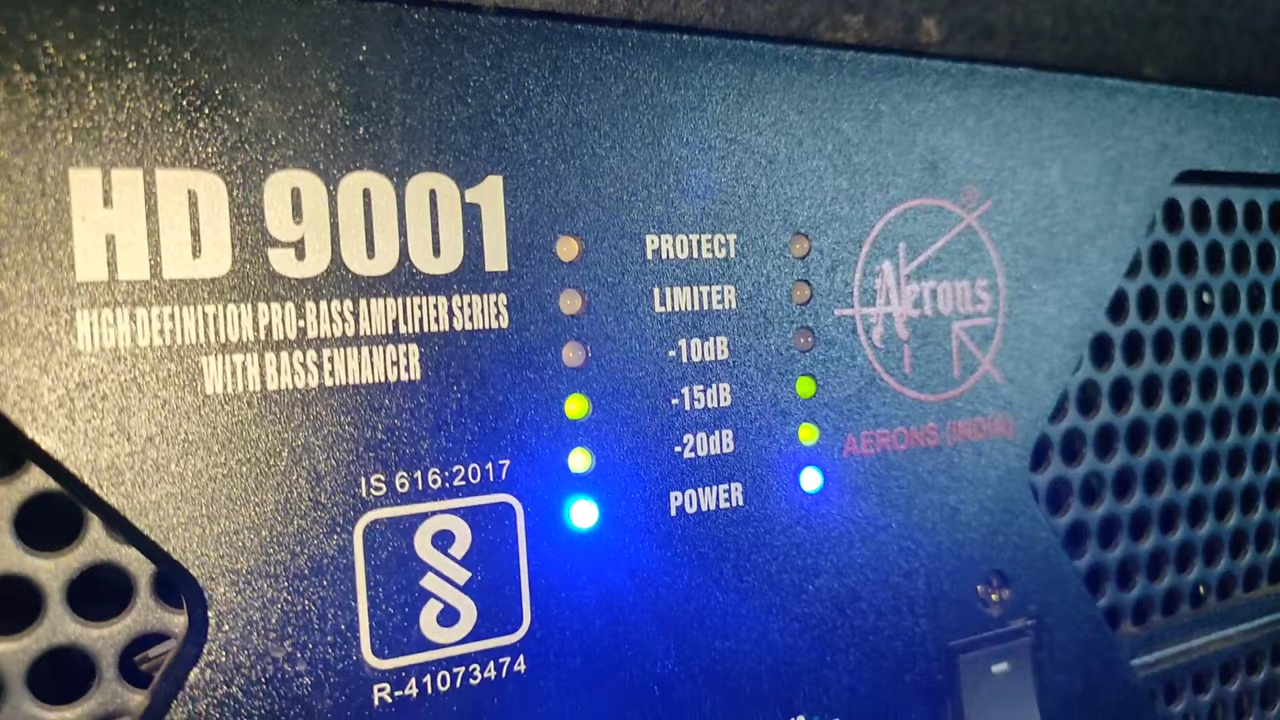 HD 9001
HIGH DEFINITION PRO-BASS AMPLIFIER SERIES
WITH BASS ENHANCER
PROTECT
LIMITER
-10dB
-15dB
-20dB
POWER
IS 616:2017
R-41073474
Aerons
®
AERONS (INDIA)